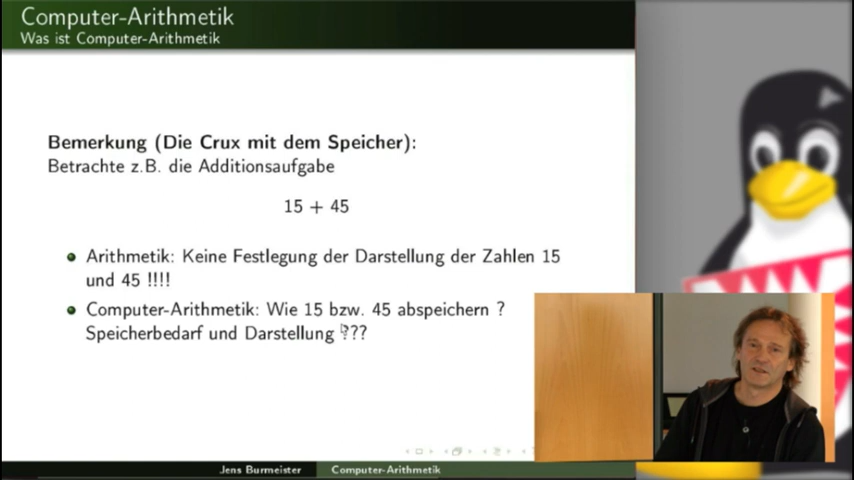 Computer-Arithmetik
Was ist Computer-Arithmetik
Bemerkung (Die Crux mit dem Speicher):
Betrachte z.B. die Additionsaufgabe
15 + 45
Arithmetik: Keine Festlegung der Darstellung der Zahlen 15
und 45 !!!!
Computer-Arithmetik: Wie 15 bzw. 45 abspeichern ?
Speicherbedarf und Darstellung ???
Jens Burmeister
Computer-Arithmetik